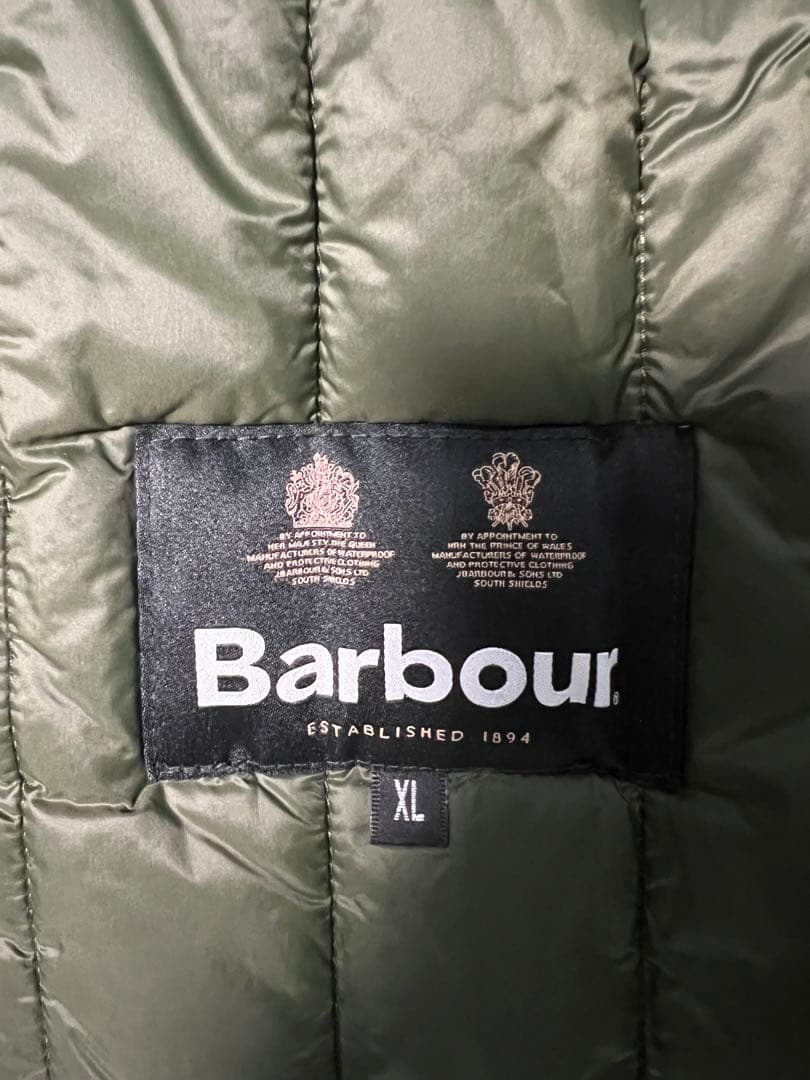 BY APPOINTMENT TO
HER MAJESTY THE QUEEN
MANUFACTURERS OF WATERPROOF
AND PROTECTIVE CLOTHING
J BARBOUR & SONS LTD
SOUTH SHIELDS
BY APPOINTMENT TO
HRH THE PRINCE OF WALES
MANUFACTURERS OF WATERPROOF
AND PROTECTIVE CLOTHING
J BARBOUR & SONS LTD
SOUTH SHIELDS
Barbour®
ESTABLISHED 1894
XL